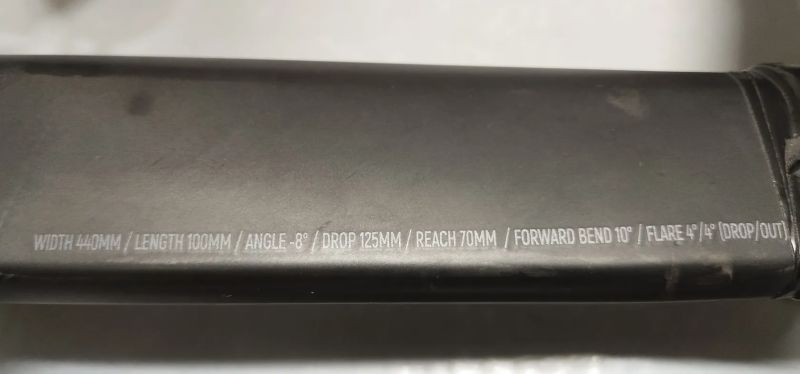 WIDTH 440MM / LENGTH 100MM / ANGLE -8° / DROP 125MM / REACH 70MM / FORWARD BEND 10° / FLARE 4°/4° (DROP/OUT)